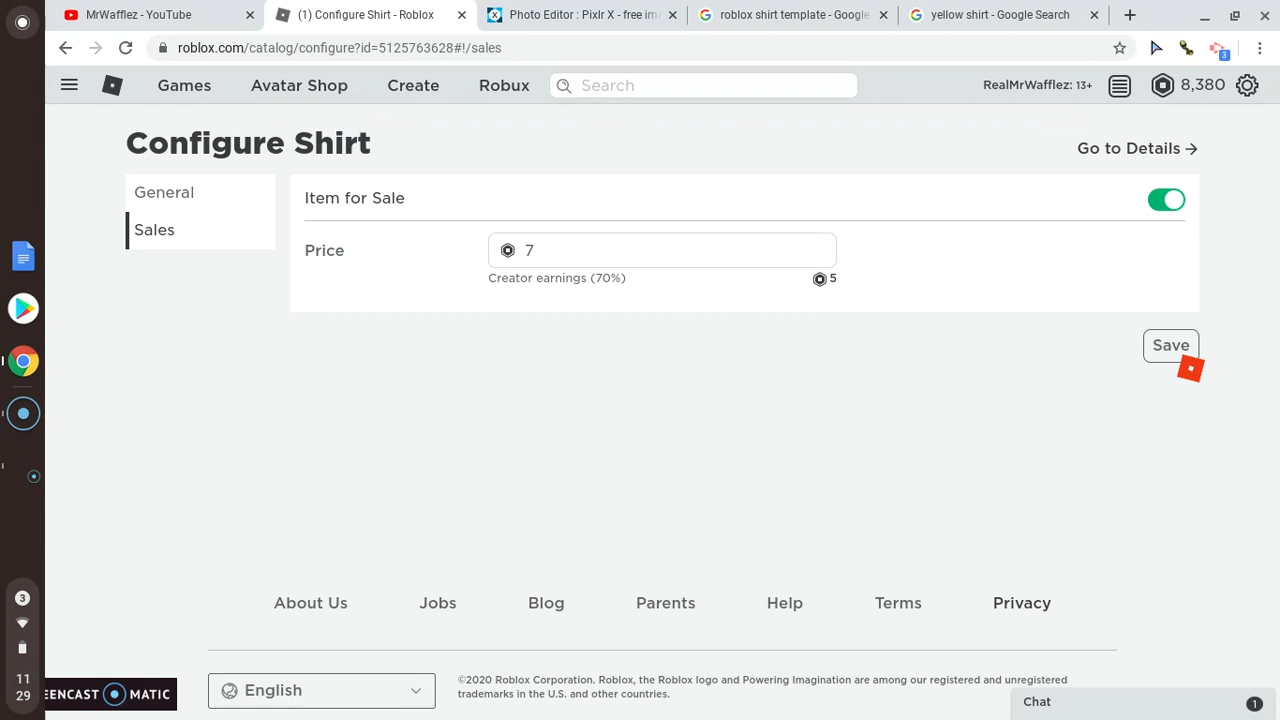 MrWafflez - YouTube
(1) Configure Shirt - Roblox
Photo Editor : Pixlr X - free im
roblox shirt template - Google
yellow shirt - Google Search
roblox.com/catalog/configure?id=5125763628#!/sales
3
Games
Avatar Shop
Create
Robux
Search
RealMrWafflez: 13+
8,380
Configure Shirt
Go to Details
General
Sales
Item for Sale
Price
7
Creator earnings (70%)
5
Save
About Us
Jobs
Blog
Parents
Help
Terms
Privacy
English
©2020 Roblox Corporation. Roblox, the Roblox logo and Powering Imagination are among our registered and unregistered
trademarks in the U.S. and other countries.
Chat
1
3
11
29
EENCAST MATIC